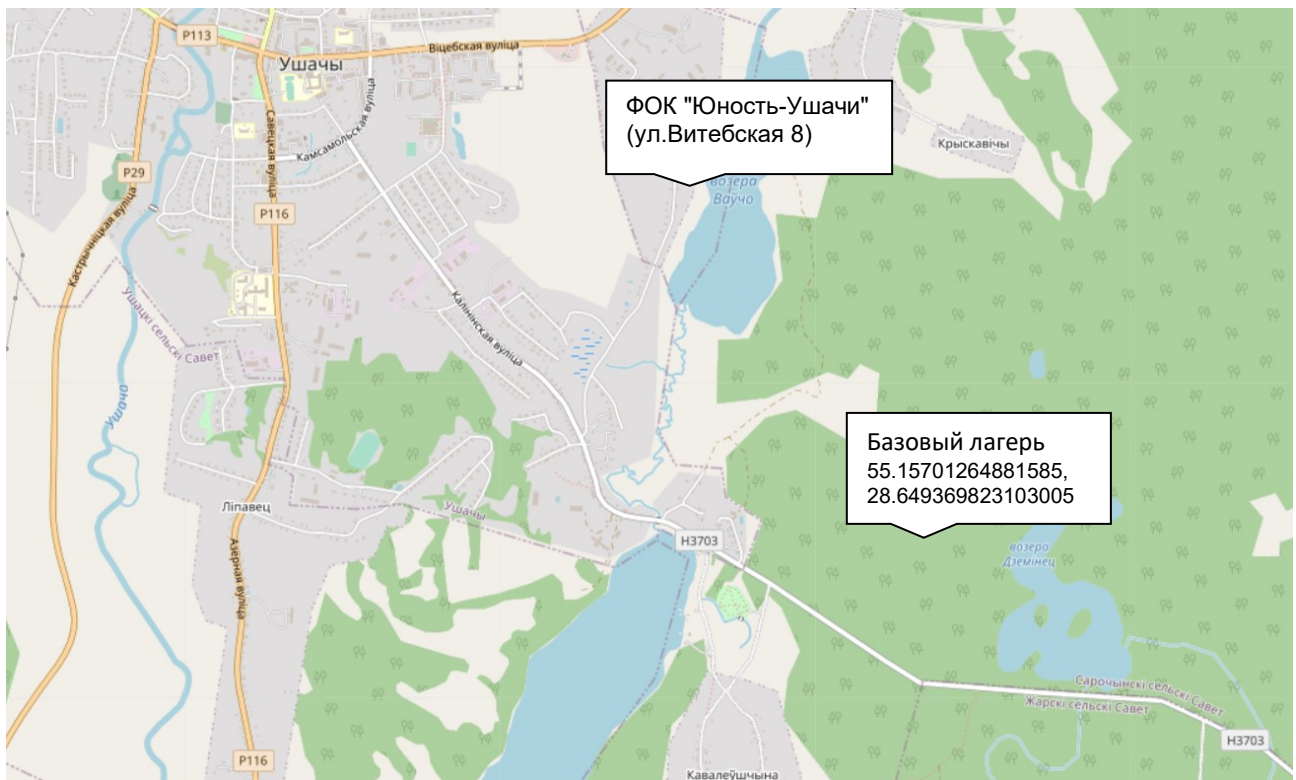 Р113
Віцебская вуліца
Ушачы
ФОК "Юность-Ушачи"
(ул.Витебская 8)
Савецкая вуліца
Камсамольская вуліца
Крыскавічы
Р29
возера
Ваўчо
Р116
Кастрычніцкая вуліца
Калінінская вуліца
Ушацкі сельскі Савет
Ушача
Базовый лагерь
55.15701264881585,
28.649369823103005
Ліпавец
Ушачы
Н3703
возера
Дземінец
Азерная вуліца
Сарочынскі сельскі Савет
Жарскі сельскі Савет
Н3703
Р116
Кавалеўшчына